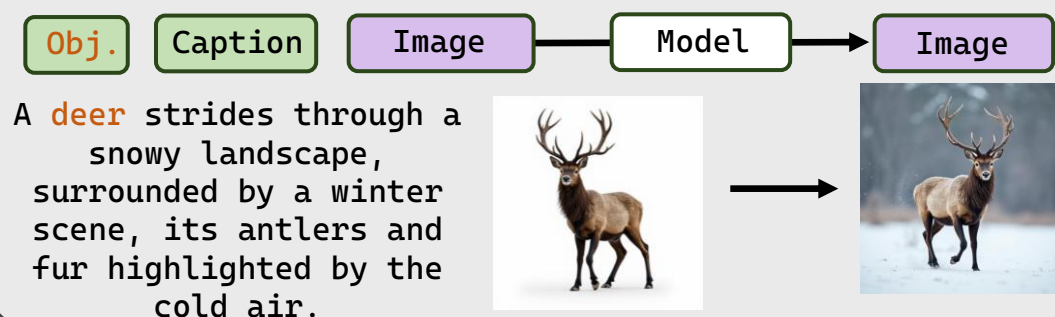 Obj. Caption Image Model Image
A deer strides through a
snowy landscape,
surrounded by a winter
scene, its antlers and
fur highlighted by the
cold air.